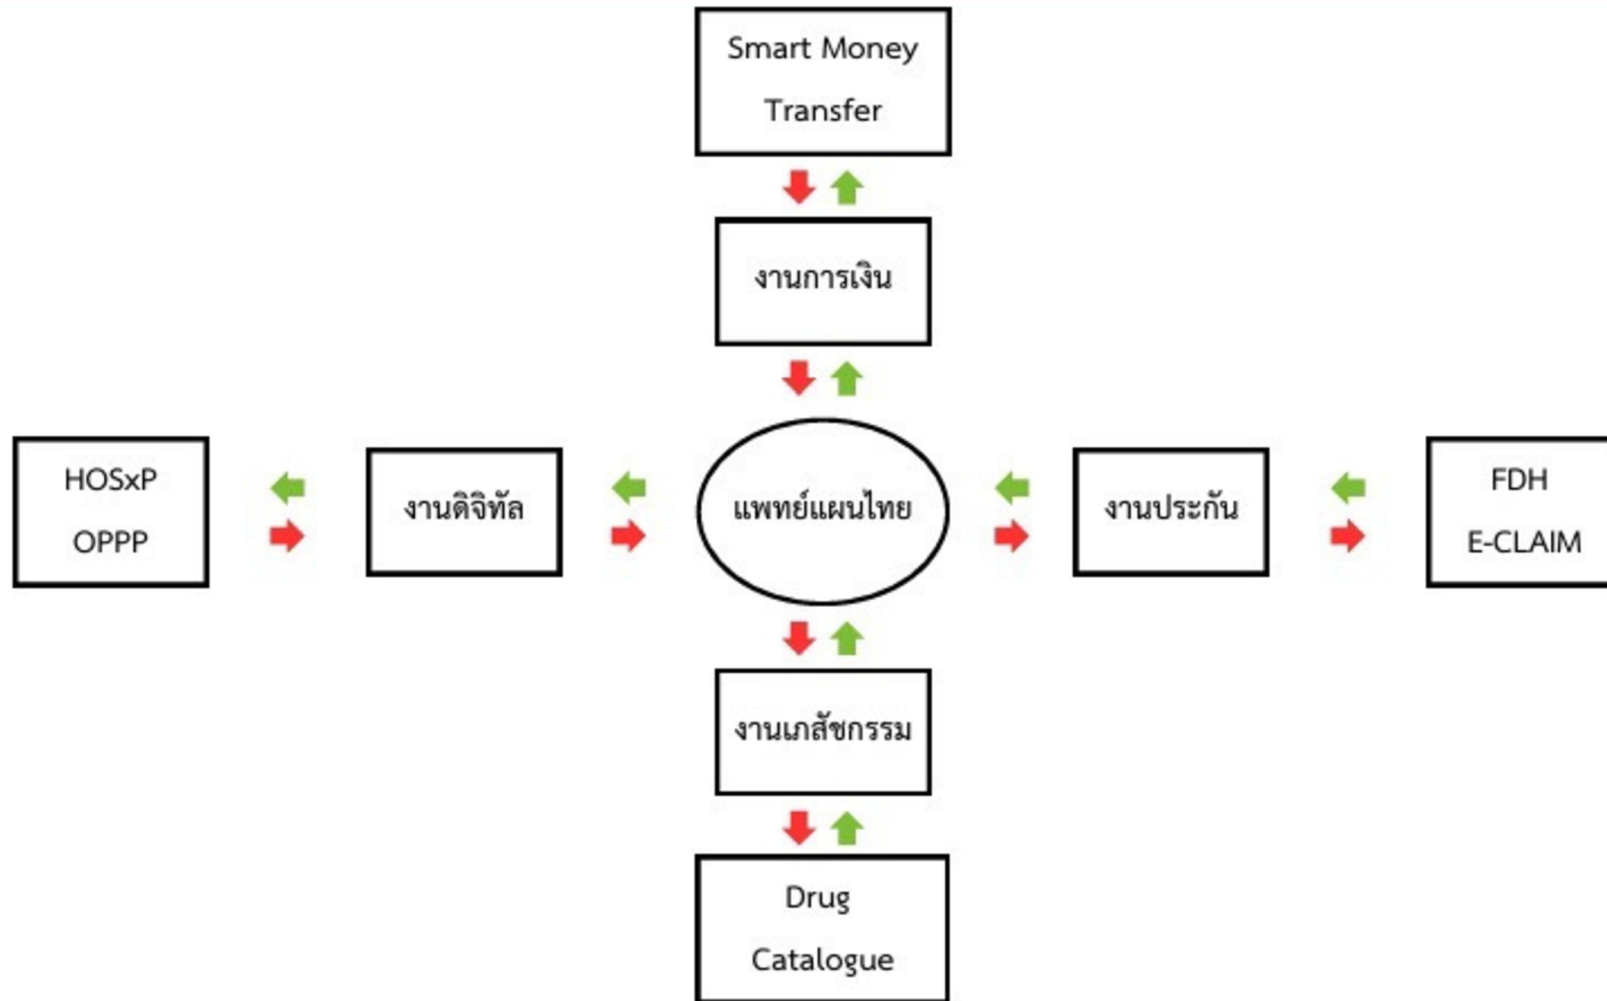 Smart Money
Transfer
งานการเงิน
HOSxP
OPPP
งานดิจิทัล
แพทย์แผนไทย
งานประกัน
FDH
E-CLAIM
งานเภสัชกรรม
Drug
Catalogue